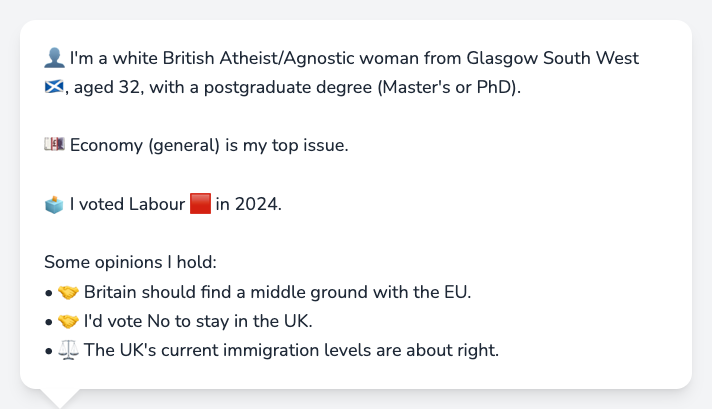 👤 I'm a white British Atheist/Agnostic woman from Glasgow South West
🏴󠁧󠁢󠁳󠁣󠁴󠁿, aged 32, with a postgraduate degree (Master's or PhD).
💷 Economy (general) is my top issue.
🗳️ I voted Labour 🟥 in 2024.
Some opinions I hold:
• 🤝 Britain should find a middle ground with the EU.
• 🤝 I'd vote No to stay in the UK.
• ⚖️ The UK's current immigration levels are about right.